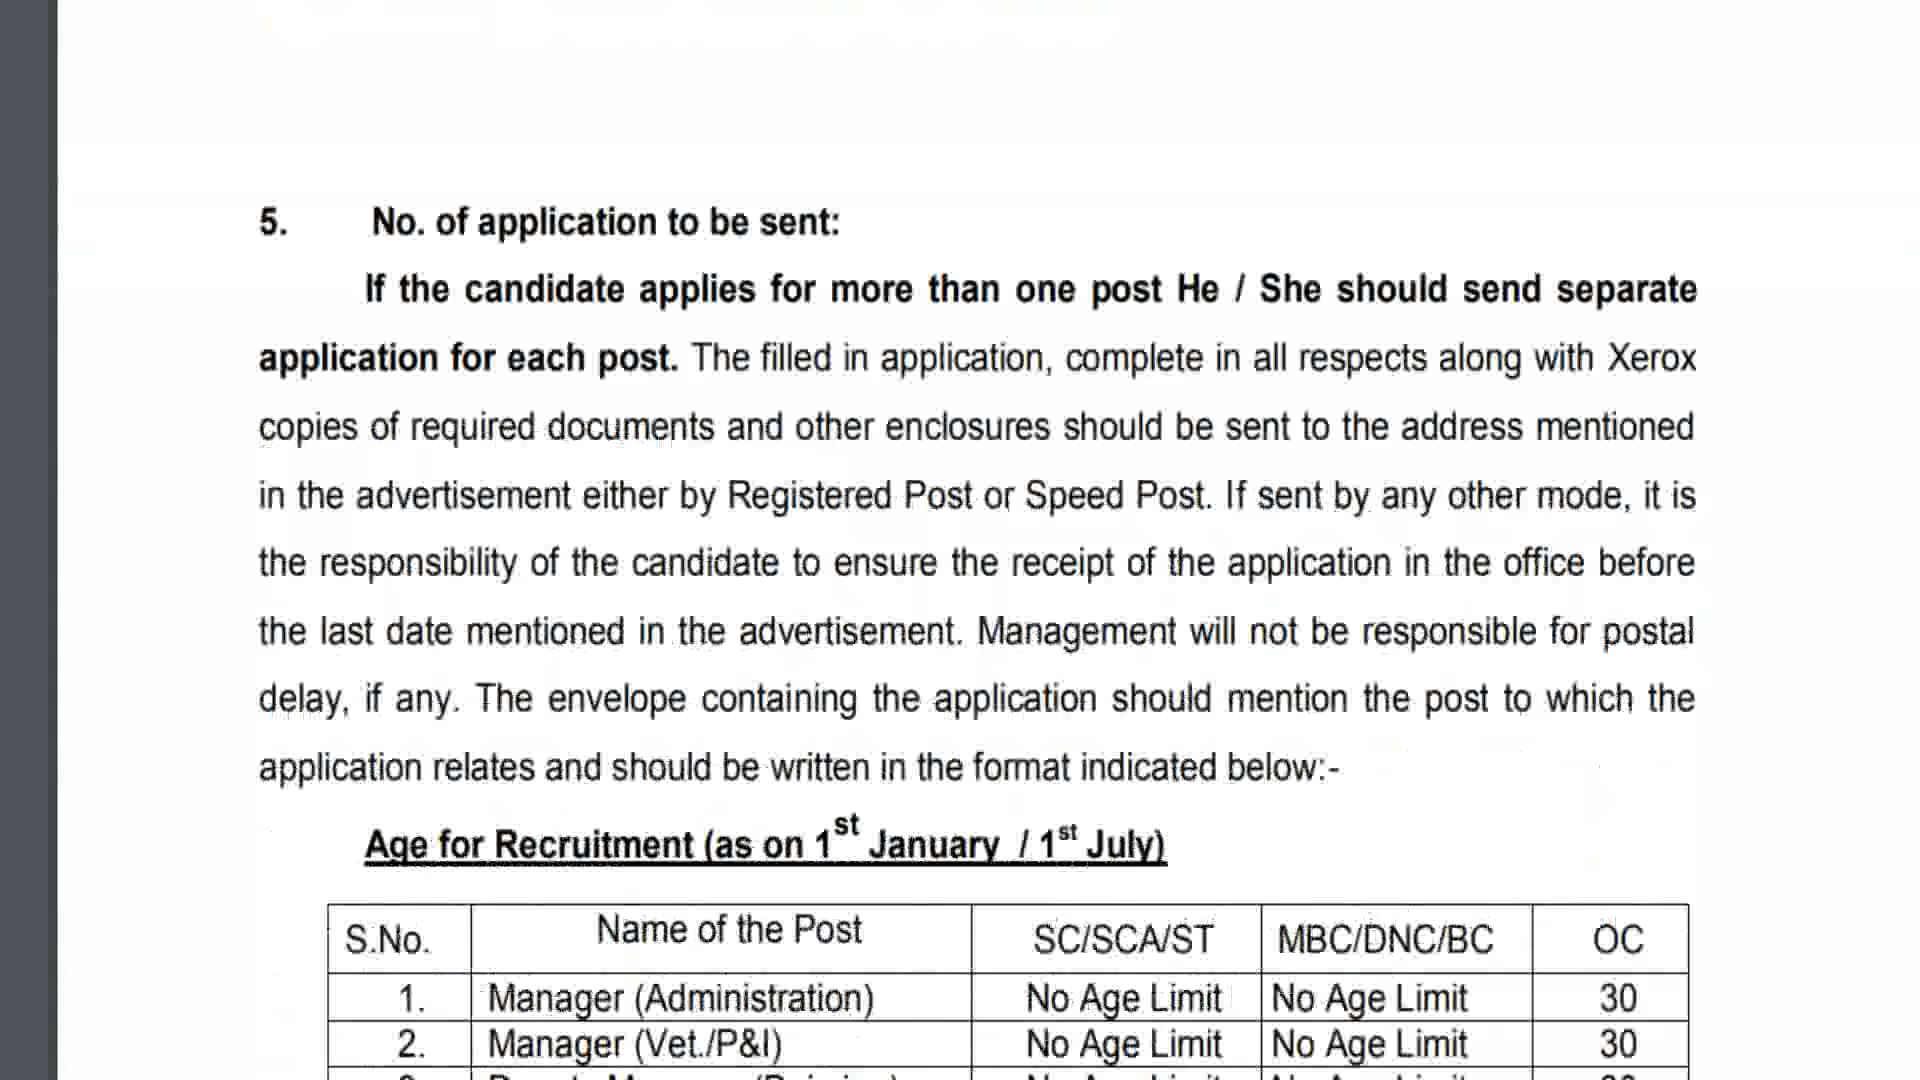 5. No. of application to be sent:
If the candidate applies for more than one post He / She should send separate
application for each post. The filled in application, complete in all respects along with Xerox
copies of required documents and other enclosures should be sent to the address mentioned
in the advertisement either by Registered Post or Speed Post. If sent by any other mode, it is
the responsibility of the candidate to ensure the receipt of the application in the office before
the last date mentioned in the advertisement. Management will not be responsible for postal
delay, if any. The envelope containing the application should mention the post to which the
application relates and should be written in the format indicated below:-
Age for Recruitment (as on 1st January / 1st July)
S.No. Name of the Post SC/SCA/ST MBC/DNC/BC OC
1. Manager (Administration) No Age Limit No Age Limit 30
2. Manager (Vet./P&I) No Age Limit No Age Limit 30